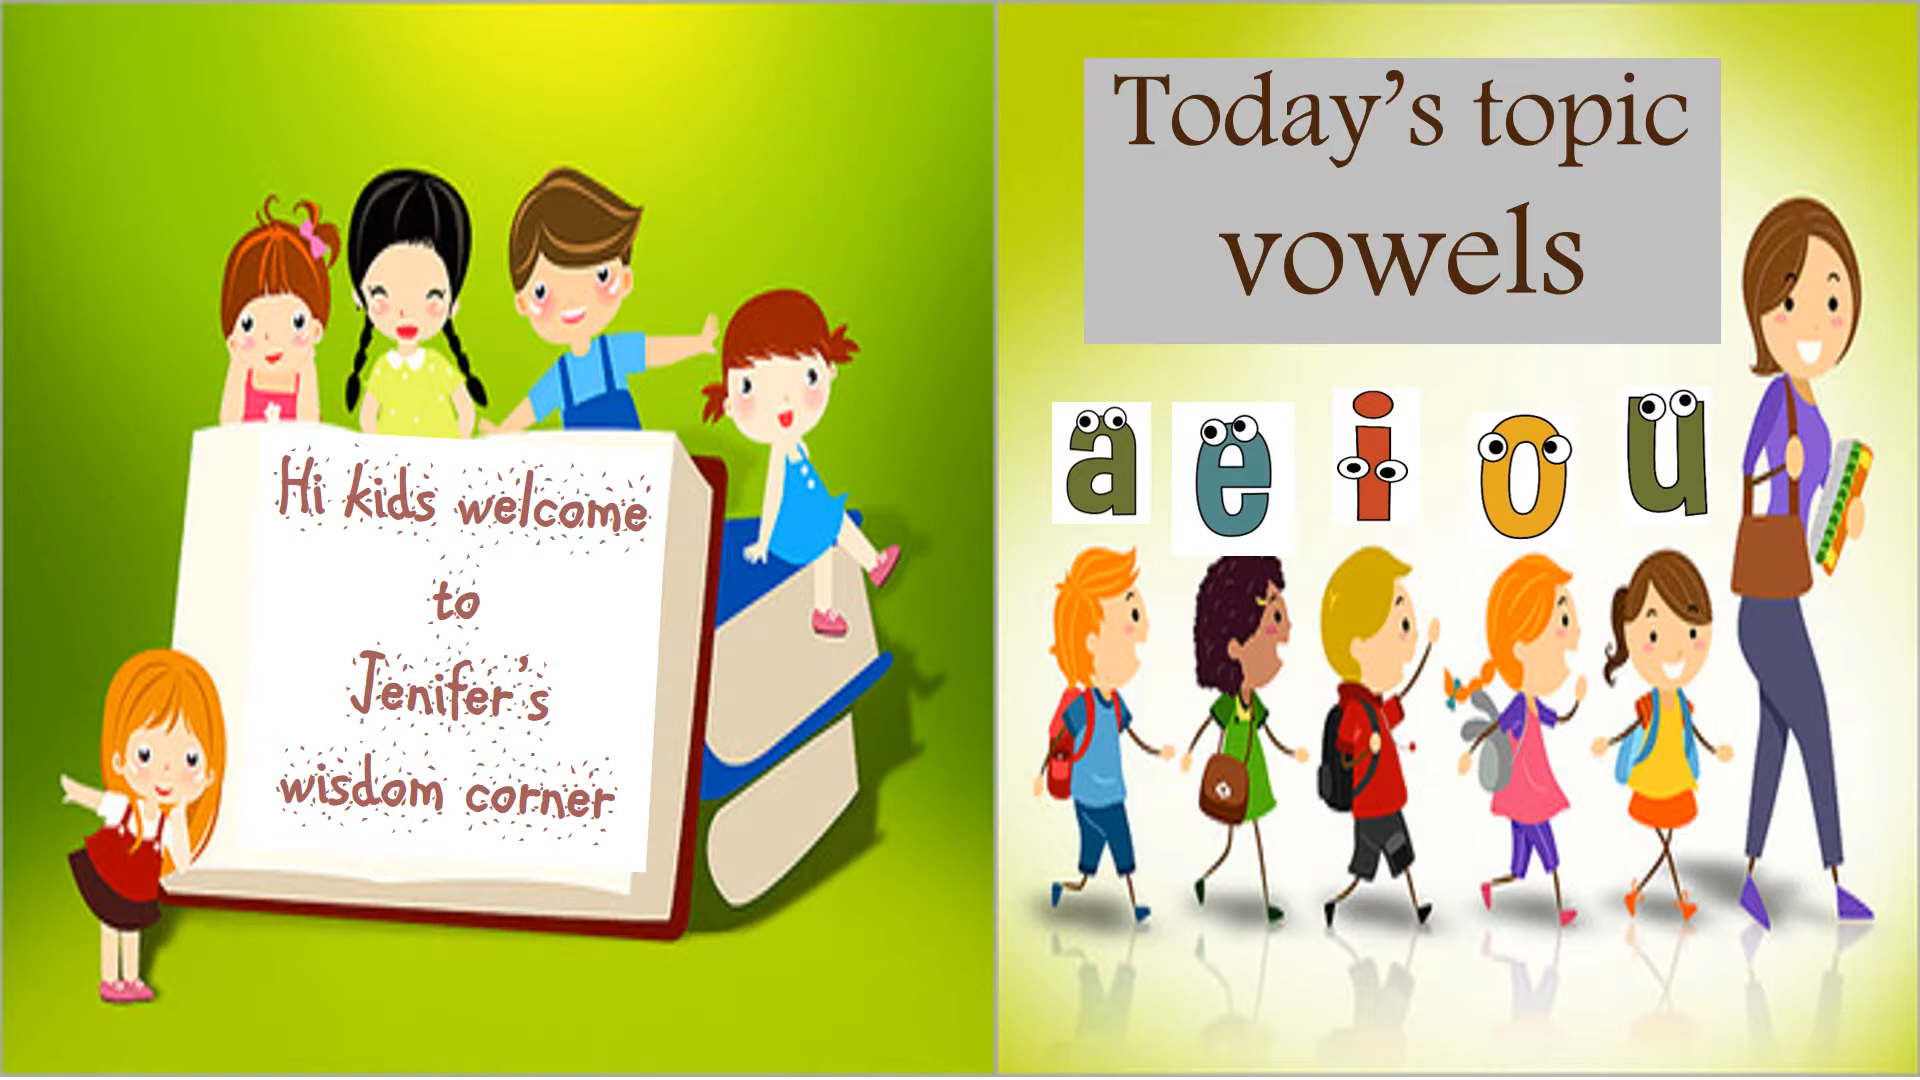 Hi kids welcome
to
Jenifer's
wisdom corner
Today's topic
vowels
a e i o u